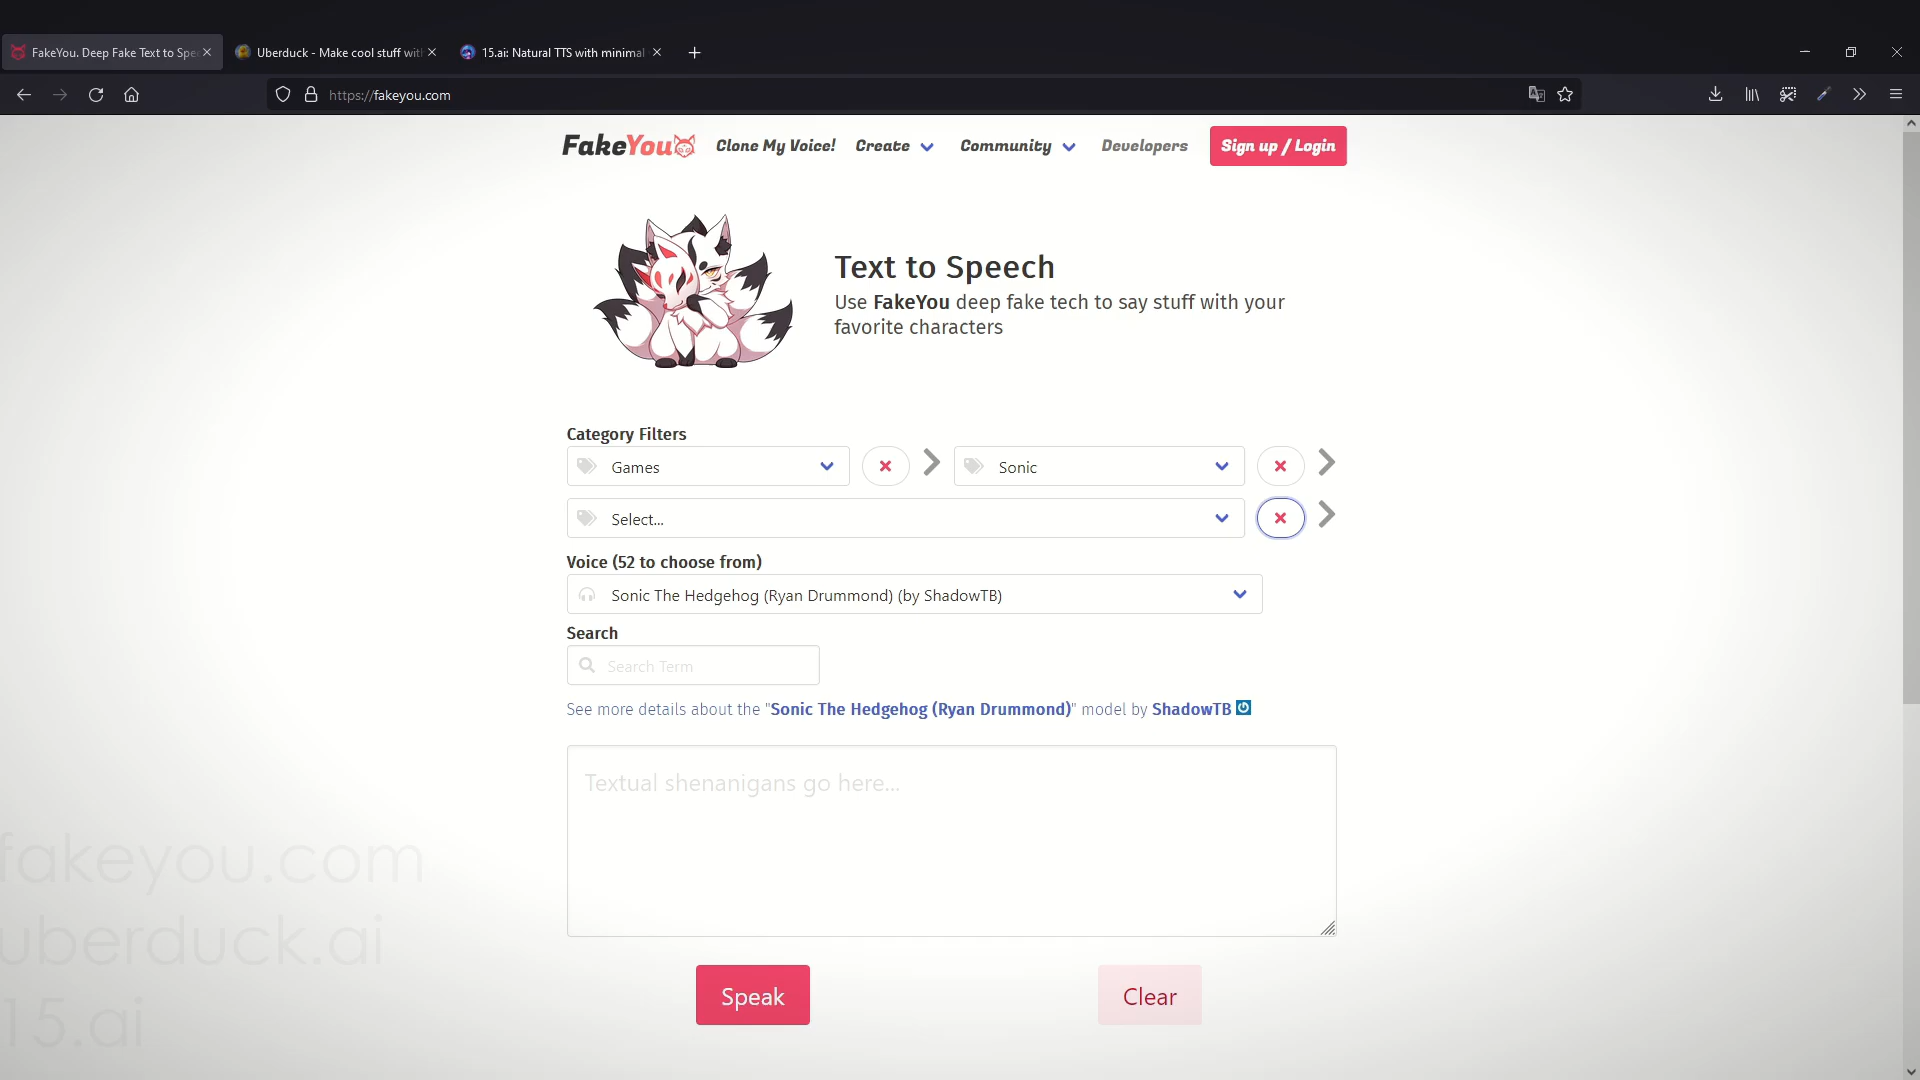 FakeYou. Deep Fake Text to Spe
Uberduck - Make cool stuff wit
15.ai: Natural TTS with minimal
https://fakeyou.com
FakeYou
Clone My Voice!
Create
Community
Developers
Sign up / Login
Text to Speech
Use FakeYou deep fake tech to say stuff with your
favorite characters
Category Filters
Games
Sonic
Select...
Voice (52 to choose from)
Sonic The Hedgehog (Ryan Drummond) (by ShadowTB)
Search
Search Term
See more details about the "Sonic The Hedgehog (Ryan Drummond)" model by ShadowTB
Textual shenanigans go here...
fakeyou.com
uberduck.ai
15.ai
Speak
Clear